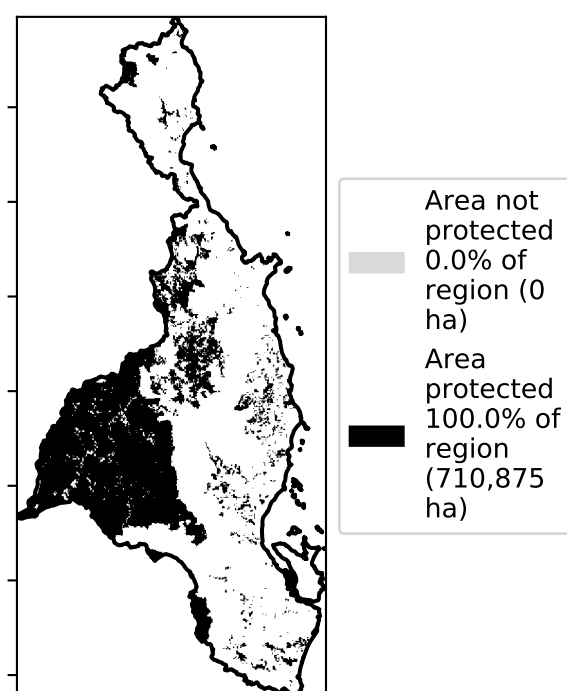 Area not
protected
0.0% of
region (0
ha)
Area
protected
100.0% of
region
(710,875
ha)